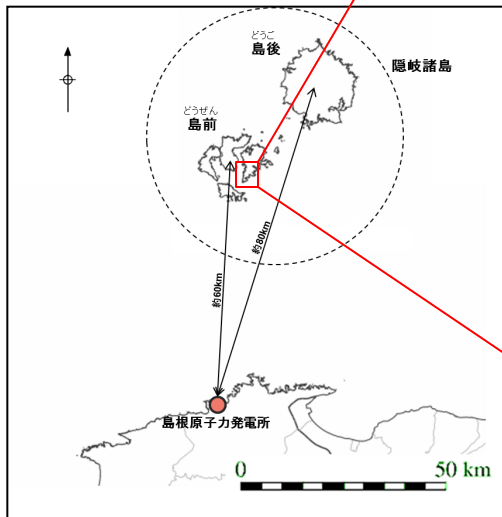 どうご
島後
隠岐諸島
どうぜん
島前
約80km
約60km
島根原子力発電所
0 50 km